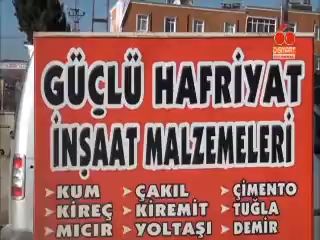 GÜÇLÜ HAFRİYAT
İNŞAAT MALZEMELERİ
KUM ÇAKIL ÇİMENTO
KİREÇ KİREMİT TUĞLA
MICIR YOLTAŞI DEMİR